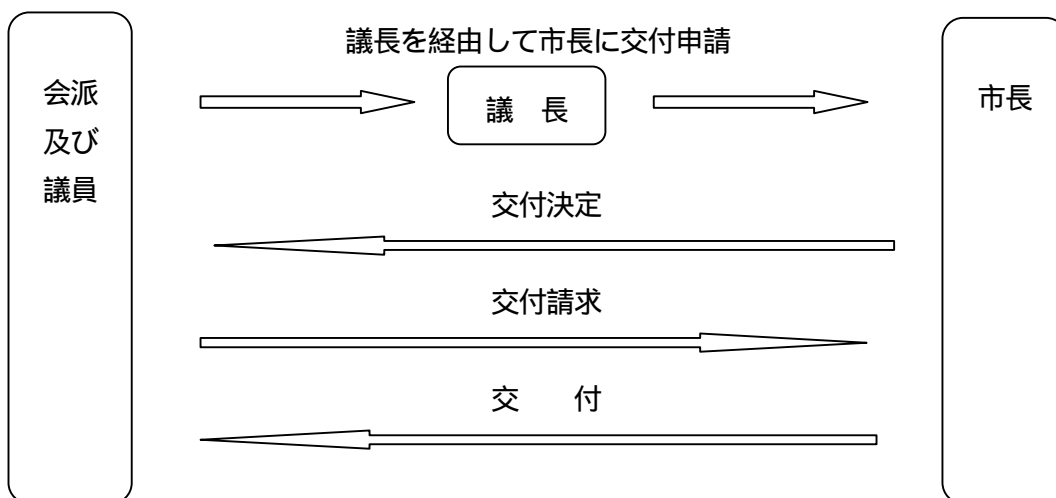 議長を経由して市長に交付申請
会派
及び
議員
議　長
市長
交付決定
交付請求
交　　付